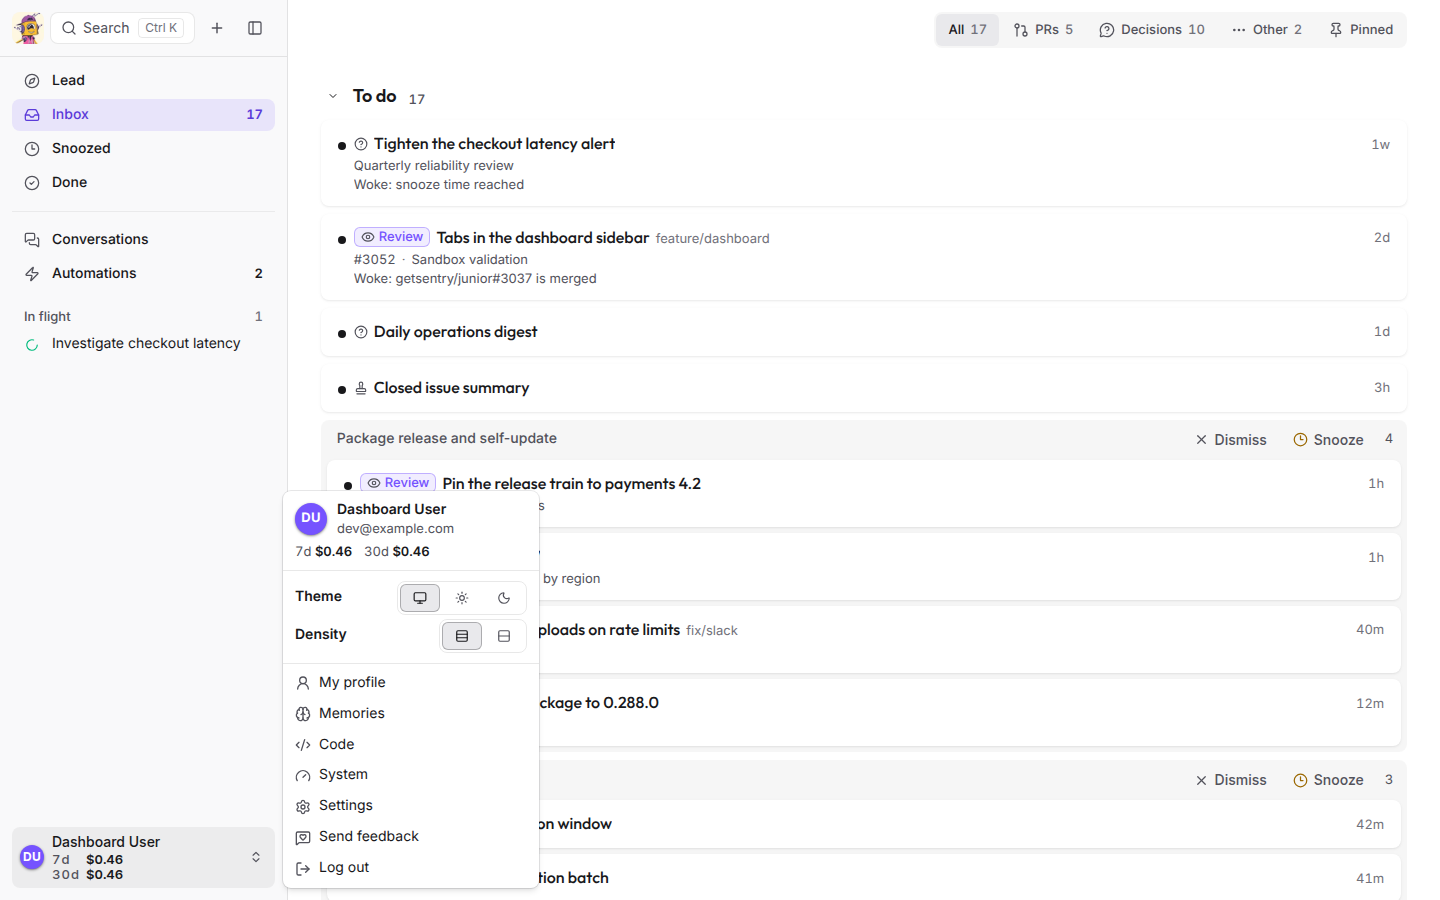 Search Ctrl K
Lead
Inbox 17
Snoozed
Done
Conversations
Automations 2
In flight 1
Investigate checkout latency
All 17 PRs 5 Decisions 10 Other 2 Pinned
To do 17
Tighten the checkout latency alert 1w
Quarterly reliability review
Woke: snooze time reached
Review Tabs in the dashboard sidebar feature/dashboard 2d
#3052 · Sandbox validation
Woke: getsentry/junior#3037 is merged
Daily operations digest 1d
Closed issue summary 3h
Package release and self-update Dismiss Snooze 4
Review Pin the release train to payments 4.2 1h
s
1h
by region
ploads on rate limits fix/slack 40m
ckage to 0.288.0 12m
Dismiss Snooze 3
on window 42m
tion batch 41m
DU Dashboard User
dev@example.com
7d $0.46 30d $0.46
Theme
Density
My profile
Memories
Code
System
Settings
Send feedback
Log out
DU Dashboard User
7d $0.46
30d $0.46